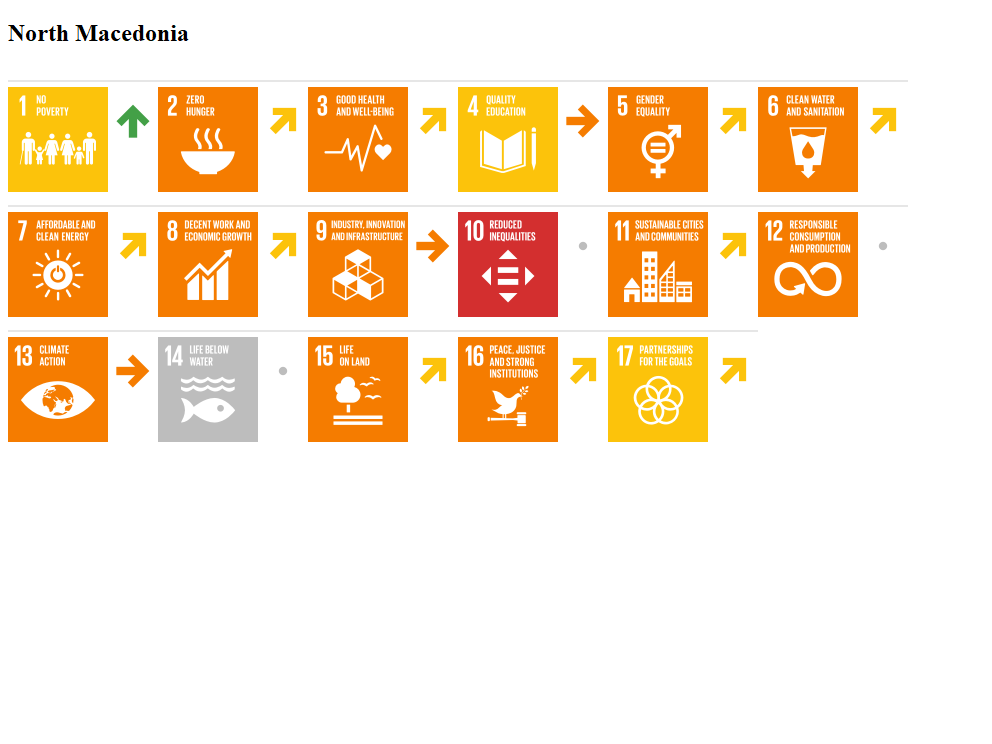 North Macedonia
1 NO
POVERTY
2 ZERO
HUNGER
3 GOOD HEALTH
AND WELL-BEING
4 QUALITY
EDUCATION
5 GENDER
EQUALITY
6 CLEAN WATER
AND SANITATION
7 AFFORDABLE AND
CLEAN ENERGY
8 DECENT WORK AND
ECONOMIC GROWTH
9 INDUSTRY, INNOVATION
AND INFRASTRUCTURE
10 REDUCED
INEQUALITIES
11 SUSTAINABLE CITIES
AND COMMUNITIES
12 RESPONSIBLE
CONSUMPTION
AND PRODUCTION
13 CLIMATE
ACTION
14 LIFE BELOW
WATER
15 LIFE
ON LAND
16 PEACE, JUSTICE
AND STRONG
INSTITUTIONS
17 PARTNERSHIPS
FOR THE GOALS